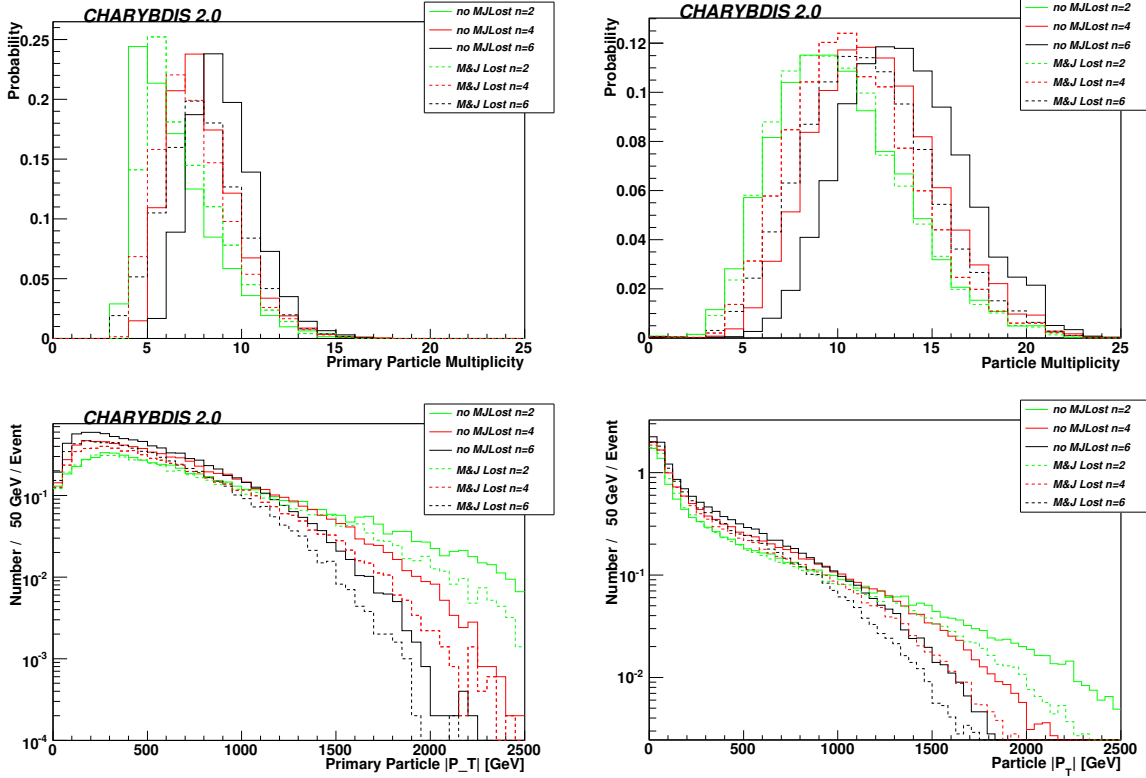 CHARYBDIS 2.0
no MJLost n=2
no MJLost n=4
no MJLost n=6
M&J Lost n=2
M&J Lost n=4
M&J Lost n=6
Probability
0.25
0.2
0.15
0.1
0.05
0
0 5 10 15 20 25
Primary Particle Multiplicity
CHARYBDIS 2.0
no MJLost n=2
no MJLost n=4
no MJLost n=6
M&J Lost n=2
M&J Lost n=4
M&J Lost n=6
Probability
0.12
0.10
0.08
0.06
0.04
0.02
0.00
0 5 10 15 20 25
Particle Multiplicity
CHARYBDIS 2.0
no MJLost n=2
no MJLost n=4
no MJLost n=6
M&J Lost n=2
M&J Lost n=4
M&J Lost n=6
Number / 50 GeV / Event
10-1
10-2
10-3
10-4
0 500 1000 1500 2000 2500
Primary Particle |P_T| [GeV]
no MJLost n=2
no MJLost n=4
no MJLost n=6
M&J Lost n=2
M&J Lost n=4
M&J Lost n=6
Number / 50 GeV / Event
1
10-1
10-2
0 500 1000 1500 2000 2500
Particle |PT| [GeV]